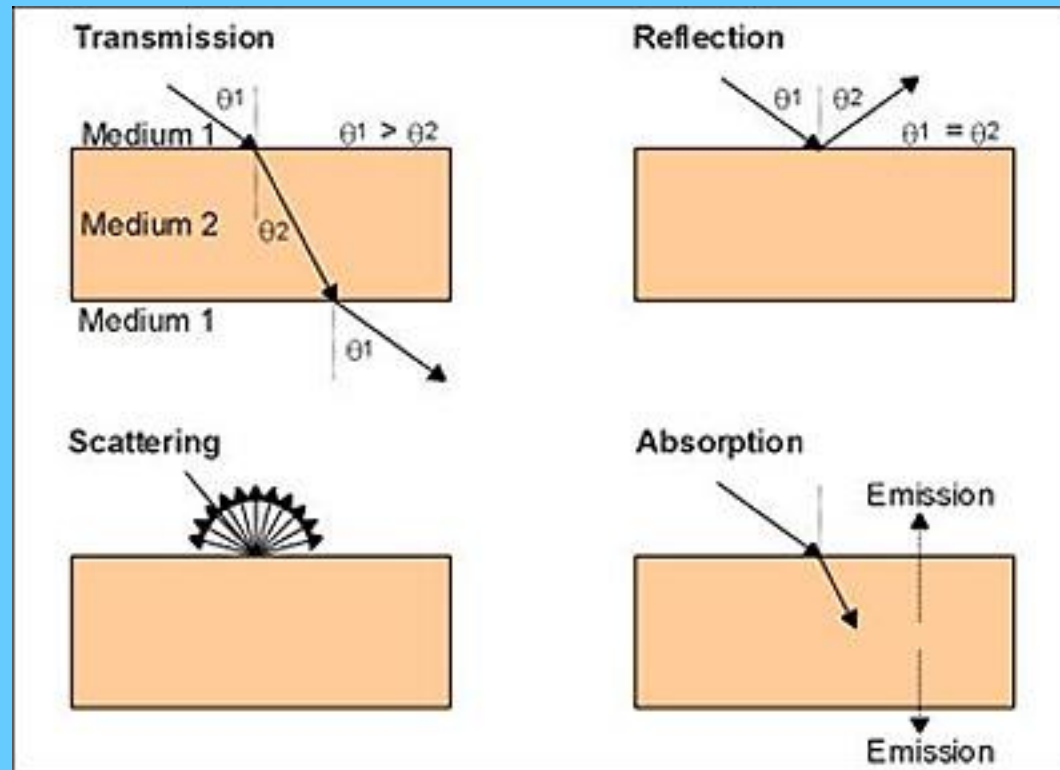 Transmission
θ1
Medium 1
θ1 > θ2
Medium 2
θ2
Medium 1
θ1
Reflection
θ1
θ2
θ1 = θ2
Scattering
Absorption
Emission
Emission